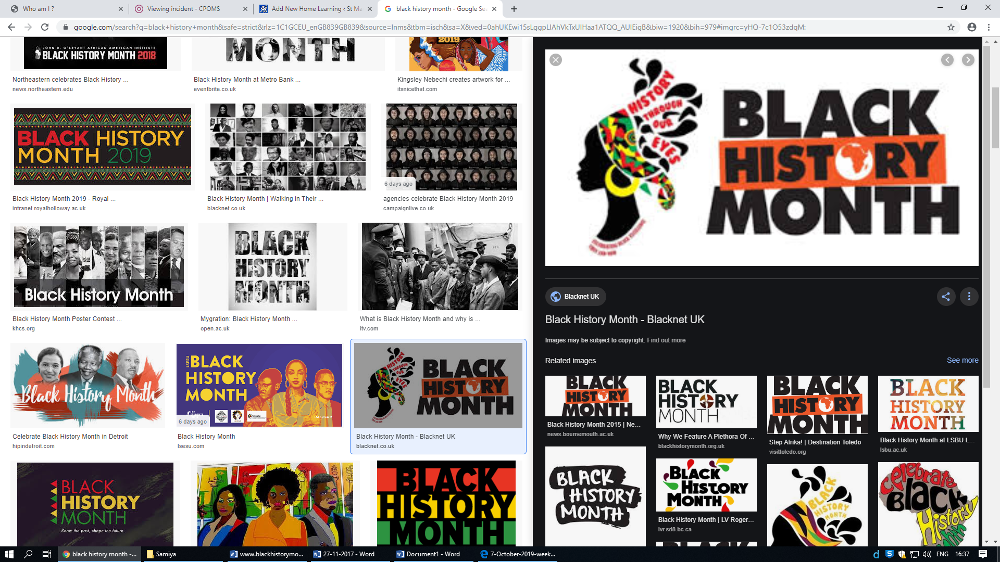 Who am I ?
Viewing incident - CPOMS
Add New Home Learning ‹ St Ma
black history month - Google Sea
google.com/search?q=black+history+month&safe=strict&rlz=1C1GCEU_enGB839GB839&source=lnms&tbm=isch&sa=X&ved=0ahUKEwi15sLggpLlAhVkTxUIHaa1ATQQ_AUIEigB&biw=1920&bih=979#imgrc=yHQ-7c1O53zdqM:
JOHN D. O'BRYANT AFRICAN AMERICAN INSTITUTE
BLACK HISTORY MONTH 2018
Northeastern celebrates Black History ...
news.northeastern.edu
MONTH
Black History Month at Metro Bank ...
eventbrite.co.uk
2019
Kingsley Nebechi creates artwork for ...
itsnicethat.com
BLACK HISTORY
MONTH 2019
Black History Month 2019 - Royal ...
intranet.royalholloway.ac.uk
Black History Month | Walking in Their ...
blacknet.co.uk
6 days ago
agencies celebrate Black History Month 2019
campaignlive.co.uk
Black History Month
Black History Month Poster Contest ...
khcs.org
BLACK
HISTORY
MONTH
Mygration: Black History Month ...
open.ac.uk
What is Black History Month and why is ...
itv.com
Black History Month
Celebrate Black History Month in Detroit
hipindetroit.com
LSESU
BLACK
HISTORY
MONTH
LSESU.COM
6 days ago
Black History Month
lsesu.com
HISTORY
THROUGH
OUR
EYES
BLACK
HISTORY
MONTH
Black History Month - Blacknet UK
blacknet.co.uk
BLACK
HISTORY
MONTH
Know the past, shape the future.
BLACK
HISTORY
MONTH
HISTORY
THROUGH
OUR
EYES
BLACK
HISTORY
MONTH
Blacknet UK
Black History Month - Blacknet UK
Images may be subject to copyright. Find out more
Related images
See more
BLACK
HISTORY
MONTH
Black History Month 2015 | Ne...
news.bournemouth.ac.uk
BLACK
HISTORY
MONTH
Why We Feature A Plethora Of ...
blackhistorymonth.org.uk
BLACK
HISTORY
MONTH
Step Afrika! | Destination Toledo
visittoledo.org
BLACK
HISTORY
MONTH
Black History Month at LSBU L...
lsbu.ac.uk
BLACK
HISTORY
MONTH
BLACK
HISTORY
MONTH
Black History Month | LV Roger...
lvr.sd8.bc.ca
BLACK
HISTORY
MONTH
Celebrate
Black
History
Month
black history month -...
Samiya
www.blackhistorymo...
27-11-2017 - Word
Document1 - Word
7-October-2019-week...
ENG
16:37